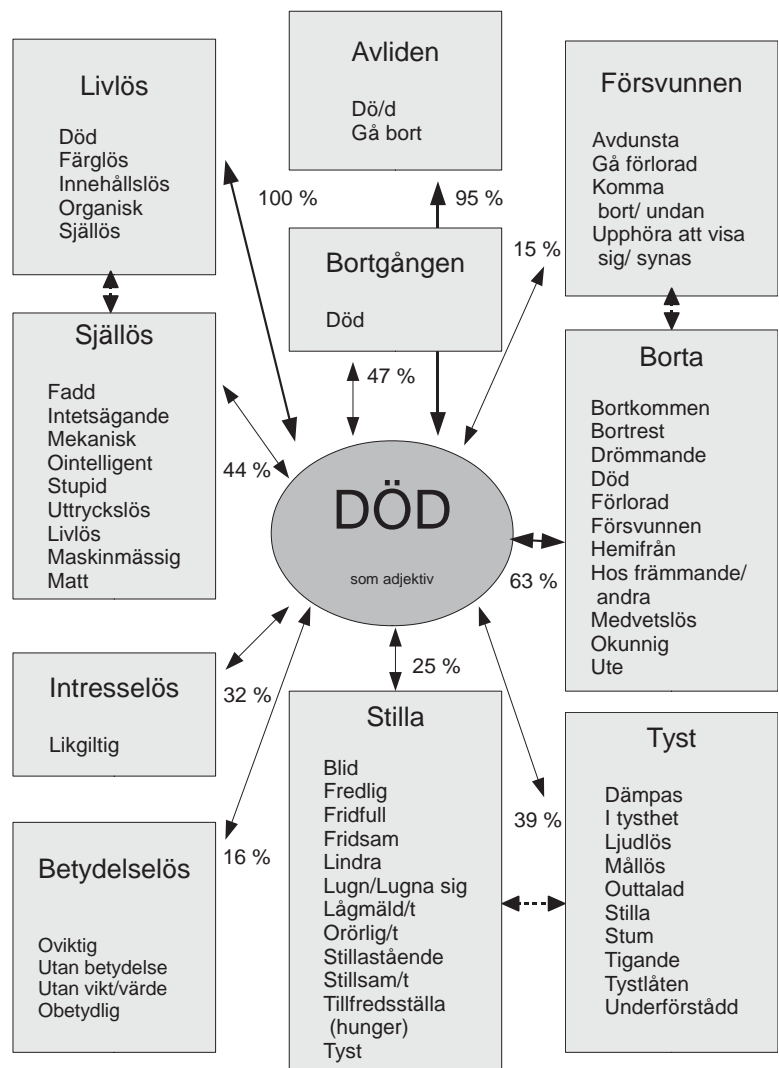 Livlös
Död
Färglös
Innehållslös
Organisk
Själlös
Avliden
Dö/d
Gå bort
Försvunnen
Avdunsta
Gå förlorad
Komma
bort/ undan
Upphöra att visa
sig/ synas
100 %
95 %
15 %
Bortgången
Död
Själlös
Fadd
Intetsägande
Mekanisk
Ointelligent
Stupid
Uttryckslös
Livlös
Maskinmässig
Matt
47 %
44 %
DÖD
som adjektiv
63 %
Borta
Bortkommen
Bortrest
Drömmande
Död
Förlorad
Försvunnen
Hemifrån
Hos främmande/
andra
Medvetslös
Okunnig
Ute
Intresselös
Likgiltig
32 %
25 %
Stilla
Blid
Fredlig
Fridfull
Fridsam
Lindra
Lugn/Lugna sig
Lågmäld/t
Orörlig/t
Stillastående
Stillsam/t
Tillfredsställa
(hunger)
Tyst
39 %
Tyst
Dämpas
I tysthet
Ljudlös
Mållös
Outtalad
Stilla
Stum
Tigande
Tystlåten
Underförstådd
Betydelselös
Oviktig
Utan betydelse
Utan vikt/värde
Obetydlig
16 %